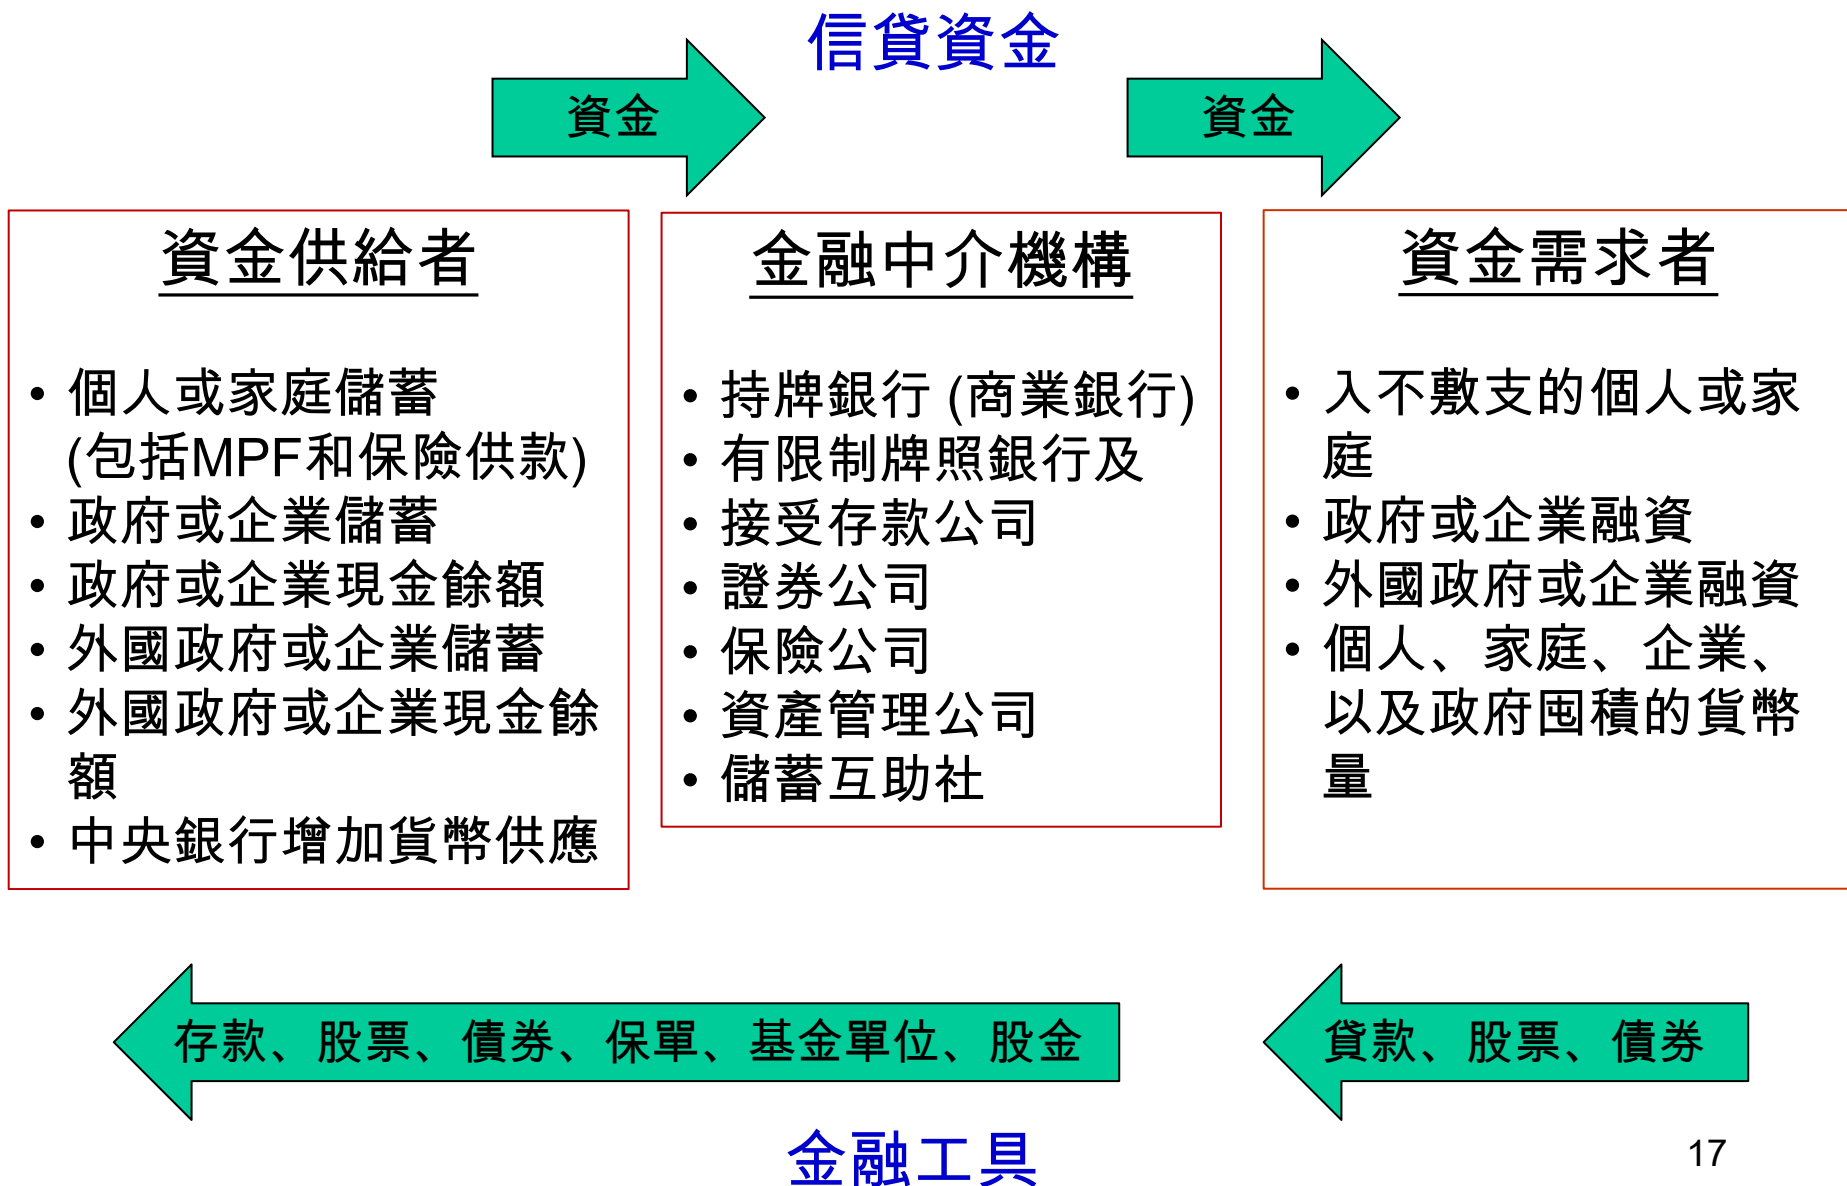 信貸資金
資金
資金
資金供給者
• 個人或家庭儲蓄
(包括MPF和保險供款)
• 政府或企業儲蓄
• 政府或企業現金餘額
• 外國政府或企業儲蓄
• 外國政府或企業現金餘
額
• 中央銀行增加貨幣供應
金融中介機構
• 持牌銀行 (商業銀行)
• 有限制牌照銀行及
• 接受存款公司
• 證券公司
• 保險公司
• 資產管理公司
• 儲蓄互助社
資金需求者
• 入不敷支的個人或家
庭
• 政府或企業融資
• 外國政府或企業融資
• 個人、家庭、企業、
以及政府囤積的貨幣
量
存款、股票、債券、保單、基金單位、股金
貸款、股票、債券
金融工具
17